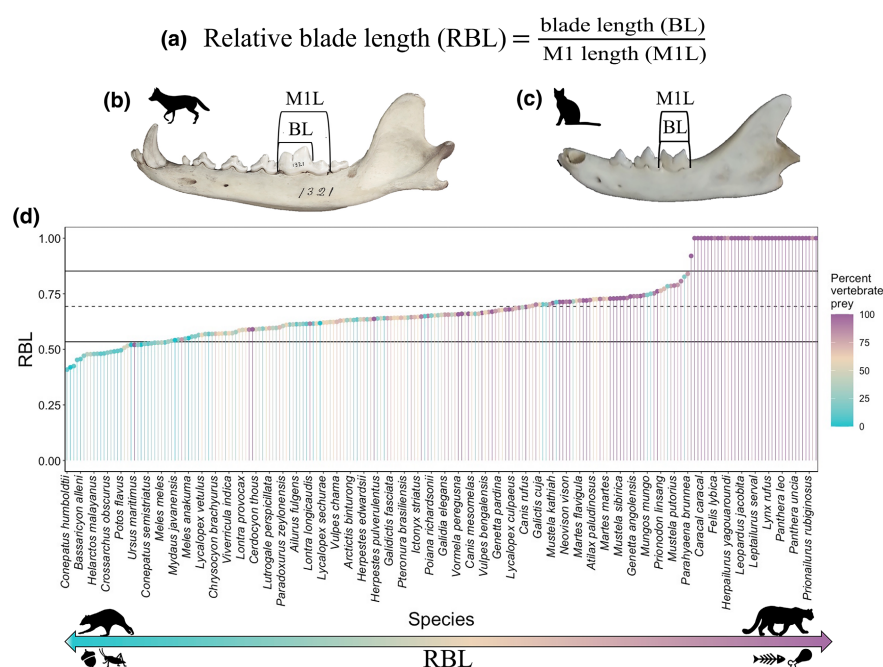 (a) Relative blade length (RBL) = blade length (BL) / M1 length (M1L)
(b)
M1L
BL
1321
1321
(c)
M1L
BL
(d)
1.00
0.75
0.50
0.25
0.00
RBL
Percent
vertebrate
prey
100
75
50
25
0
Conepatus humboldtii
Bassaricyon alleni
Helarctos malayanus
Crossarchus obscurus
Potos flavus
Ursus maritimus
Conepatus semistriatus
Meles meles
Mydaus javanensis
Meles anakuma
Lycalopex vetulus
Chrysocyon brachyurus
Viverricula indica
Lontra provocax
Cerdocyon thous
Lutrogale perspicillata
Paradoxurus zeylonensis
Ailurus fulgens
Lontra longicaudis
Lycalopex sechurae
Vulpes chama
Arctictis binturong
Herpestes edwardsii
Herpestes pulverulentus
Galidictis fasciata
Pteronura brasiliensis
Ictonyx striatus
Poiana richardsonii
Galidia elegans
Vormela peregusna
Canis mesomelas
Vulpes bengalensis
Genetta pardina
Lycalopex culpaeus
Canis rufus
Galictis cuja
Mustela kathiah
Neovison vison
Martes flavigula
Atilax paludinosus
Martes martes
Mustela sibirica
Genetta angolensis
Mungos mungo
Prionodon linsang
Mustela putorius
Parahyaena brunnea
Caracal caracal
Felis lybica
Herpailurus yagouaroundi
Leopardus jacobita
Leptailurus serval
Lynx rufus
Panthera leo
Panthera uncia
Prionailurus rubiginosus
Species
RBL